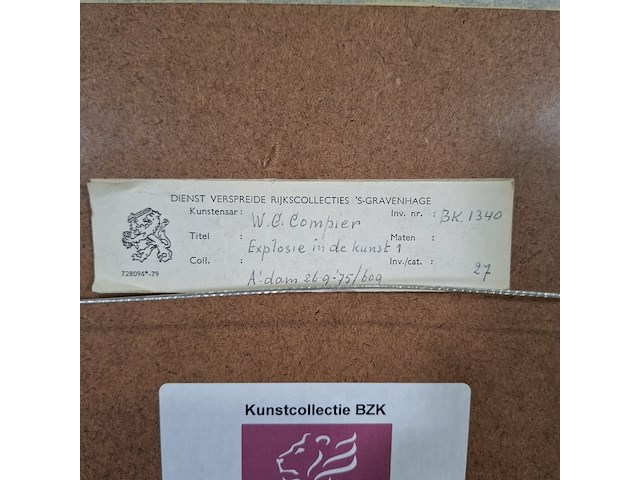 DIENST VERSPREIDE RIJKSCOLLECTIES 'S-GRAVENHAGE
Kunstenaar: W.C. Compier Inv. nr. : BK 1340
Titel : Explosie in de kunst 1 Maten :
Coll. : A'dam 26-9-75/609 Inv./cat. : 27
728094*-79
Kunstcollectie BZK